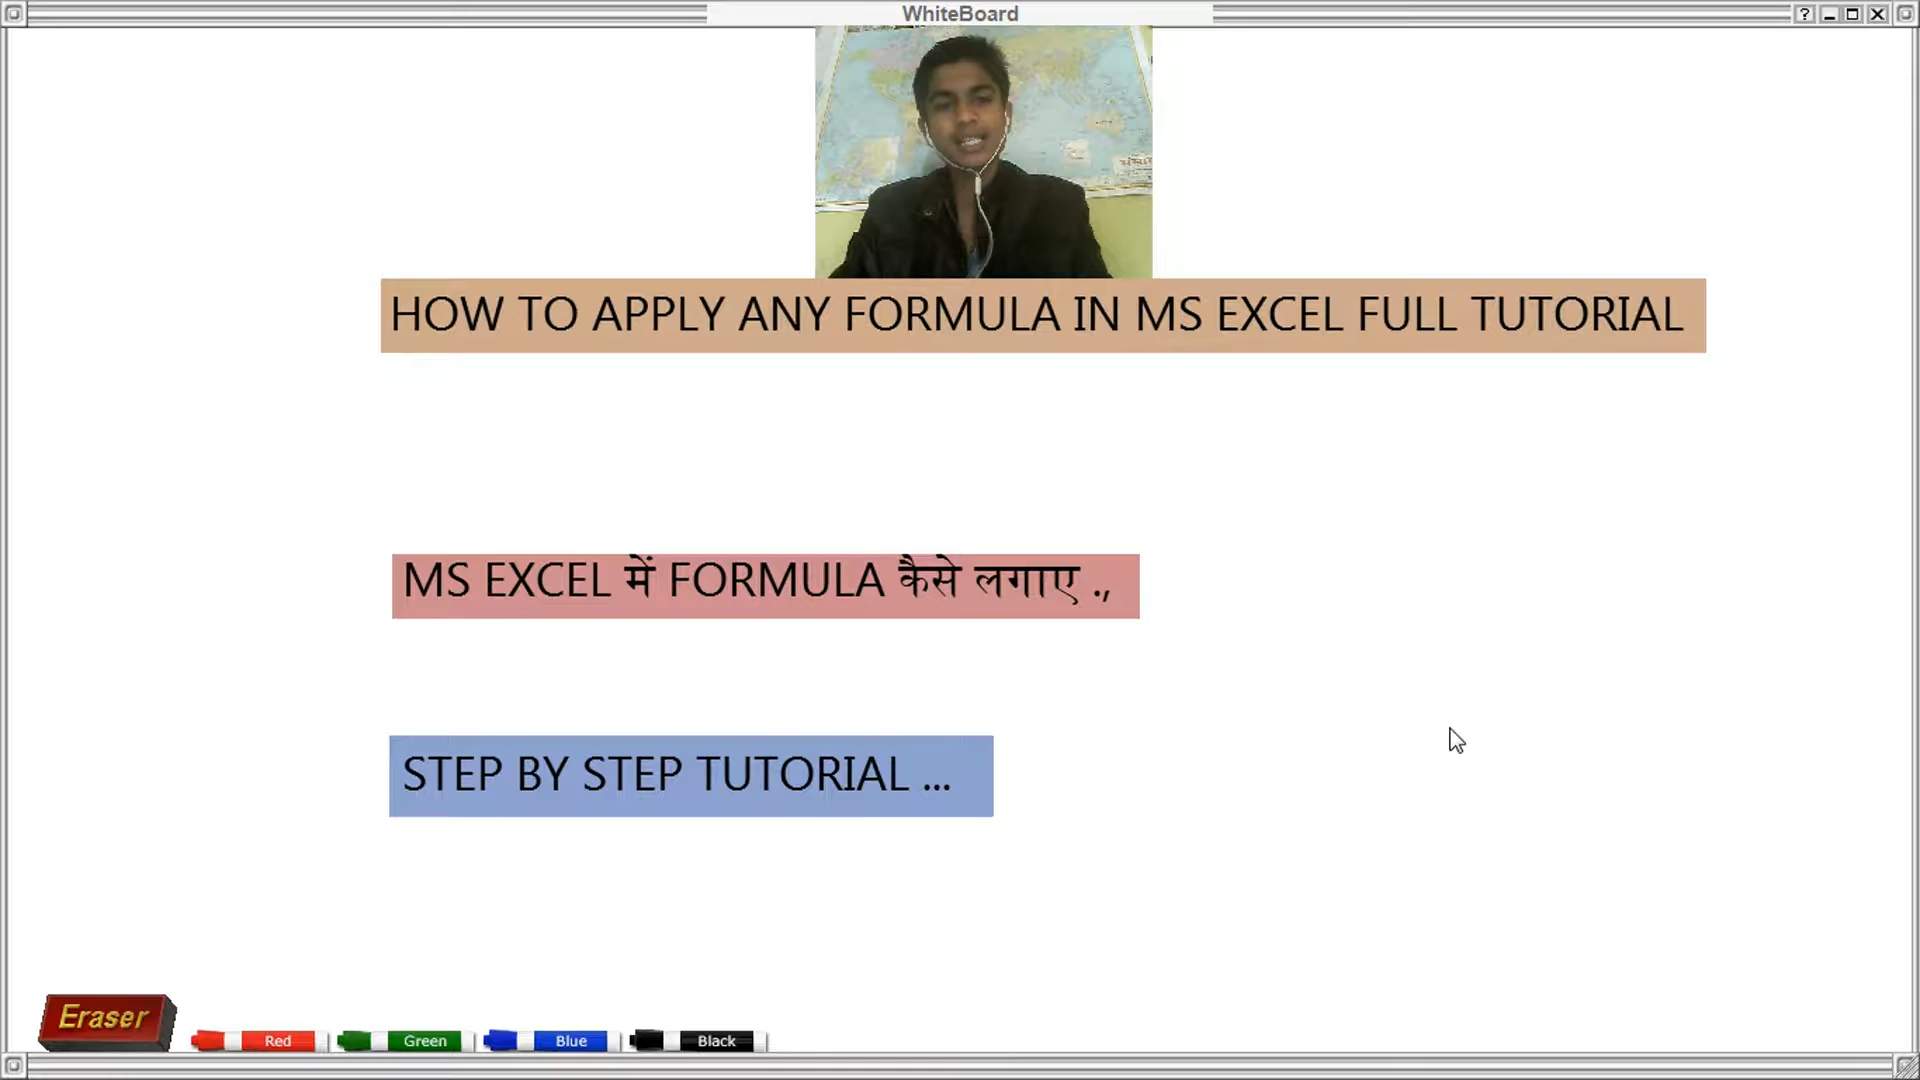 WhiteBoard
HOW TO APPLY ANY FORMULA IN MS EXCEL FULL TUTORIAL
MS EXCEL में FORMULA कैसे लगाए .,
STEP BY STEP TUTORIAL ...
Eraser
Red
Green
Blue
Black